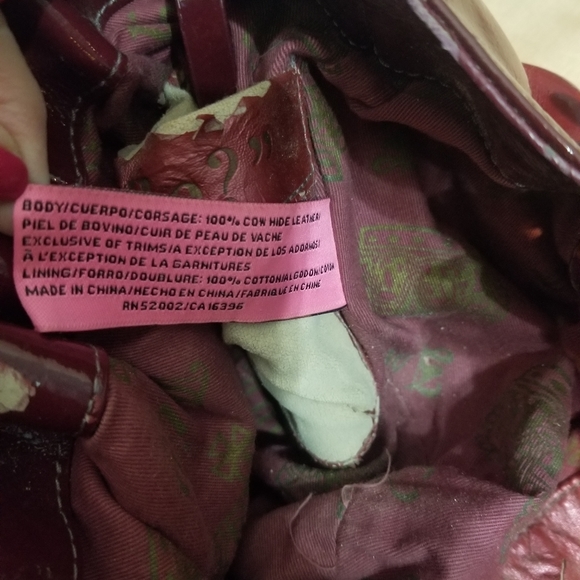 BODY/CUERPO/CORSAGE: 100% COW HIDE LEATHER/
PIEL DE BOVINO/CUIR DE PEAU DE VACHE
EXCLUSIVE OF TRIMS/A EXCEPCIÓN DE LOS ADORNOS/
À L'EXCEPTION DE LA GARNITURES
LINING/FORRO/DOUBLURE: 100% COTTON/ALGODON/COTON
MADE IN CHINA/HECHO EN CHINA/FABRIQUE EN CHINE
RN52002/CA16396